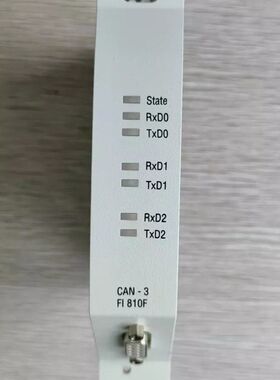 State
RxD0
TxD0
RxD1
TxD1
RxD2
TxD2
CAN - 3
FI 810F